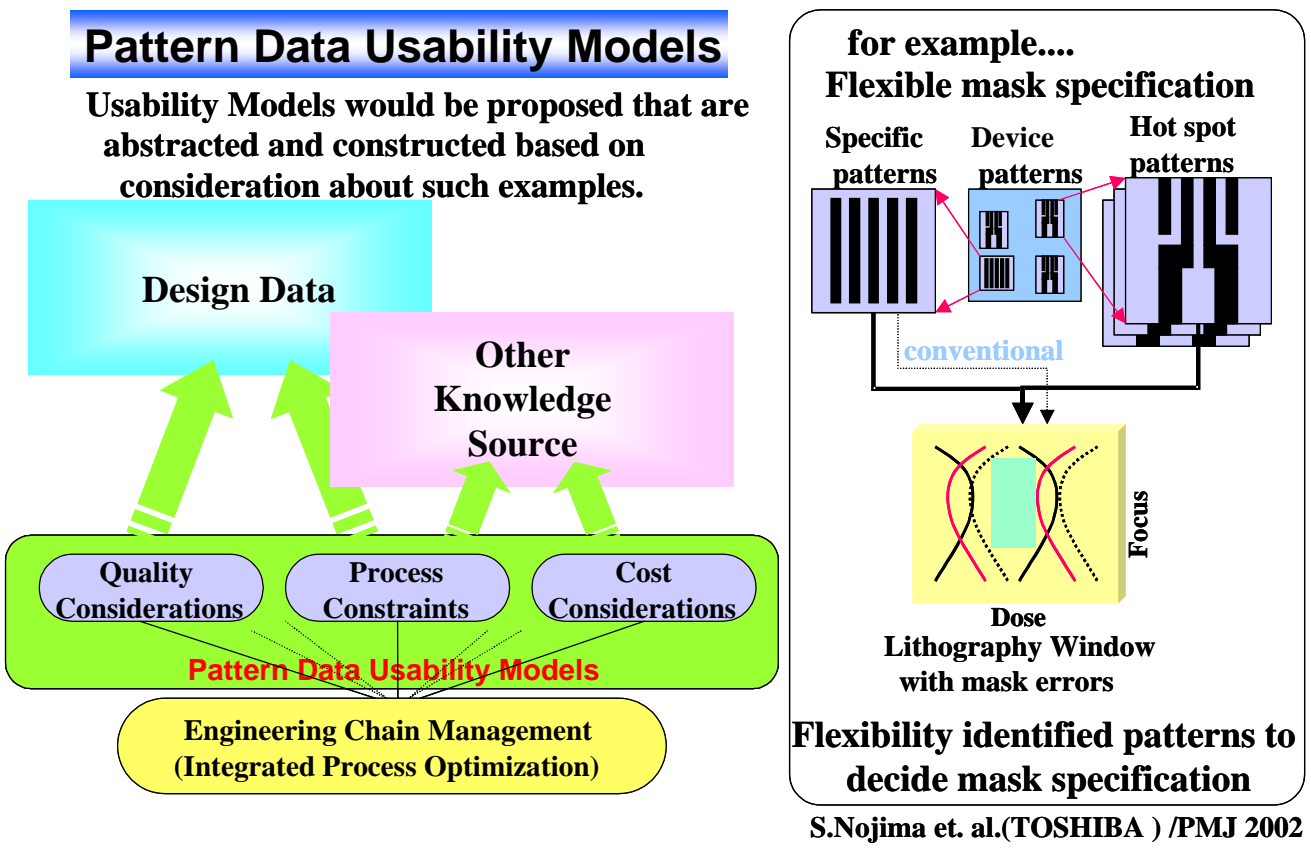 Pattern Data Usability Models
Usability Models would be proposed that are
abstracted and constructed based on
consideration about such examples.
Design Data
Other
Knowledge
Source
Quality
Considerations
Process
Constraints
Cost
Considerations
Pattern Data Usability Models
Engineering Chain Management
(Integrated Process Optimization)
for example....
Flexible mask specification
Specific
patterns
Device
patterns
Hot spot
patterns
conventional
Focus
Dose
Lithography Window
with mask errors
Flexibility identified patterns to
decide mask specification
S.Nojima et. al.(TOSHIBA ) /PMJ 2002